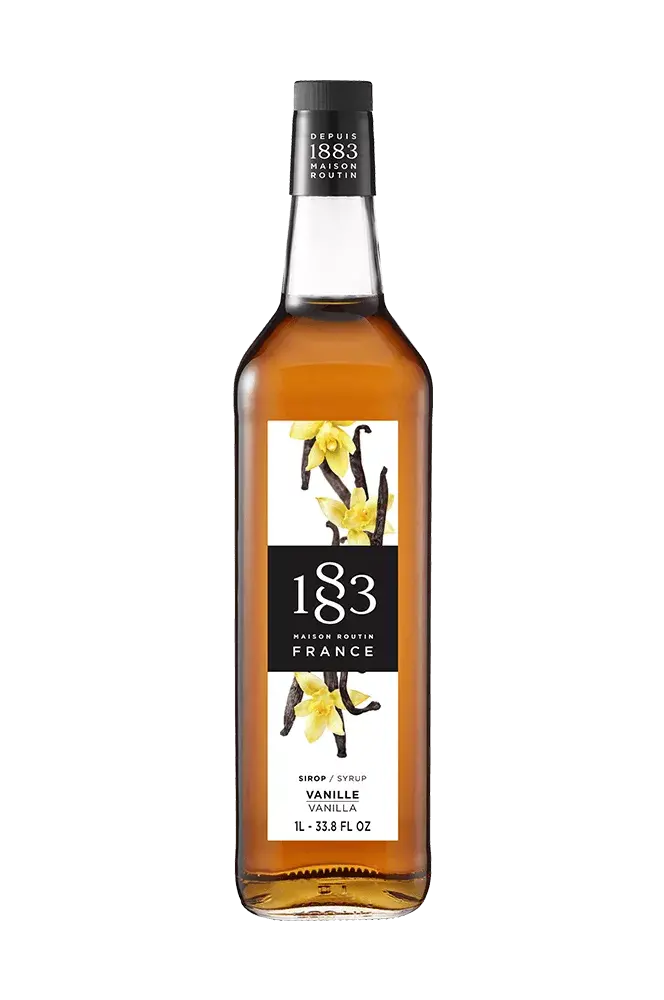 DEPUIS
1883
MAISON
ROUTIN
1883
MAISON ROUTIN
FRANCE
SIROP / SYRUP
VANILLE
VANILLA
1L - 33.8 FL OZ